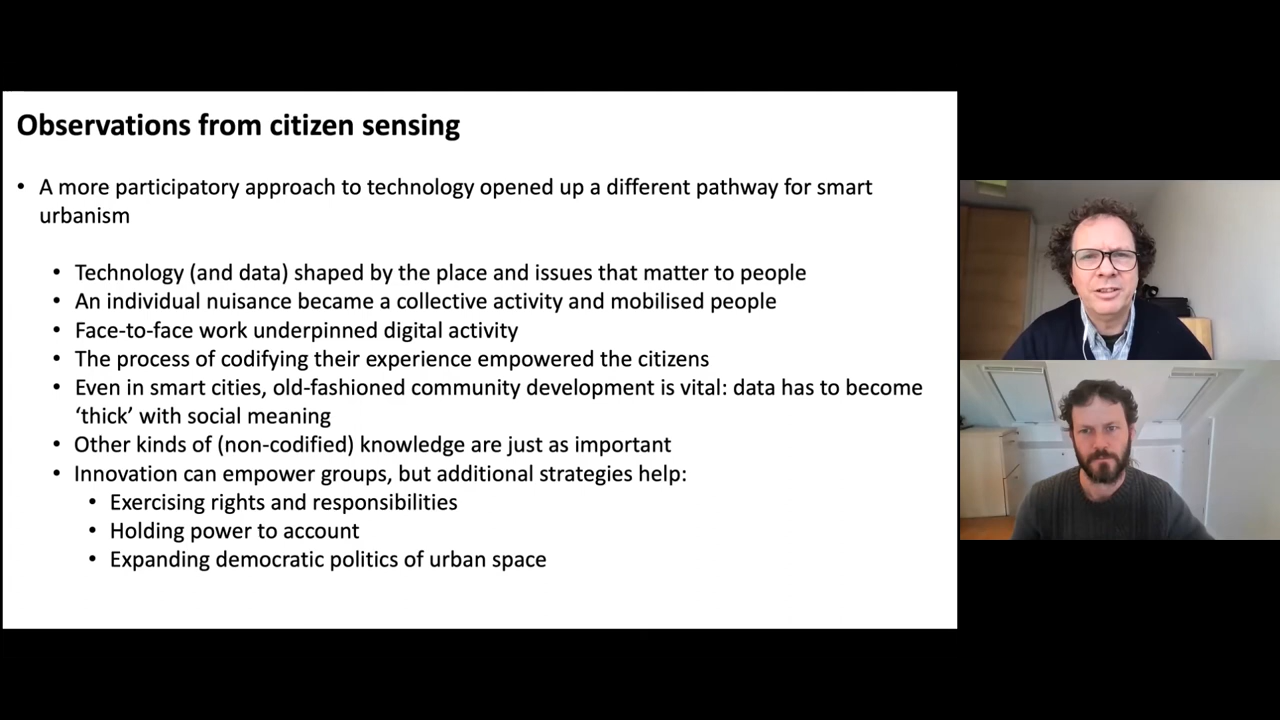 Observations from citizen sensing
• A more participatory approach to technology opened up a different pathway for smart
urbanism
• Technology (and data) shaped by the place and issues that matter to people
• An individual nuisance became a collective activity and mobilised people
• Face-to-face work underpinned digital activity
• The process of codifying their experience empowered the citizens
• Even in smart cities, old-fashioned community development is vital: data has to become
‘thick’ with social meaning
• Other kinds of (non-codified) knowledge are just as important
• Innovation can empower groups, but additional strategies help:
• Exercising rights and responsibilities
• Holding power to account
• Expanding democratic politics of urban space